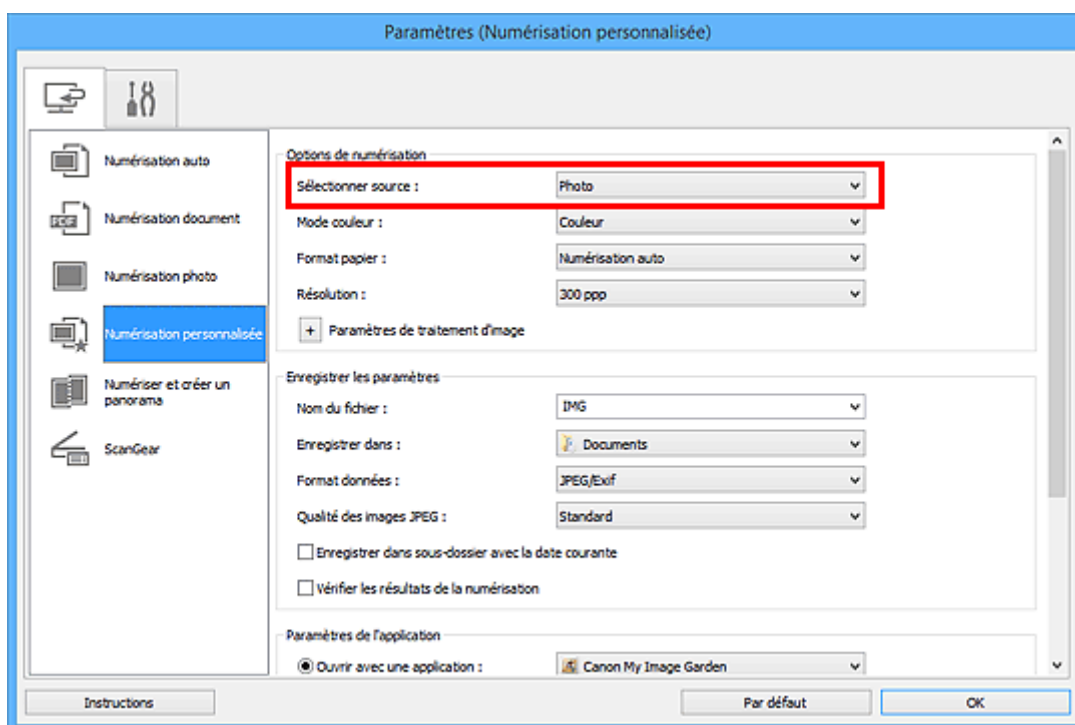 Paramètres (Numérisation personnalisée)
Numérisation auto
Numérisation document
Numérisation photo
Numérisation personnalisée
Numériser et créer un
panorama
ScanGear
Options de numérisation
Sélectionner source : Photo
Mode couleur : Couleur
Format papier : Numérisation auto
Résolution : 300 ppp
+ Paramètres de traitement d'image
Enregistrer les paramètres
Nom du fichier : IMG
Enregistrer dans : Documents
Format données : JPEG/Exif
Qualité des images JPEG : Standard
Enregistrer dans sous-dossier avec la date courante
Vérifier les résultats de la numérisation
Paramètres de l'application
Ouvrir avec une application : Canon My Image Garden
Instructions Par défaut OK